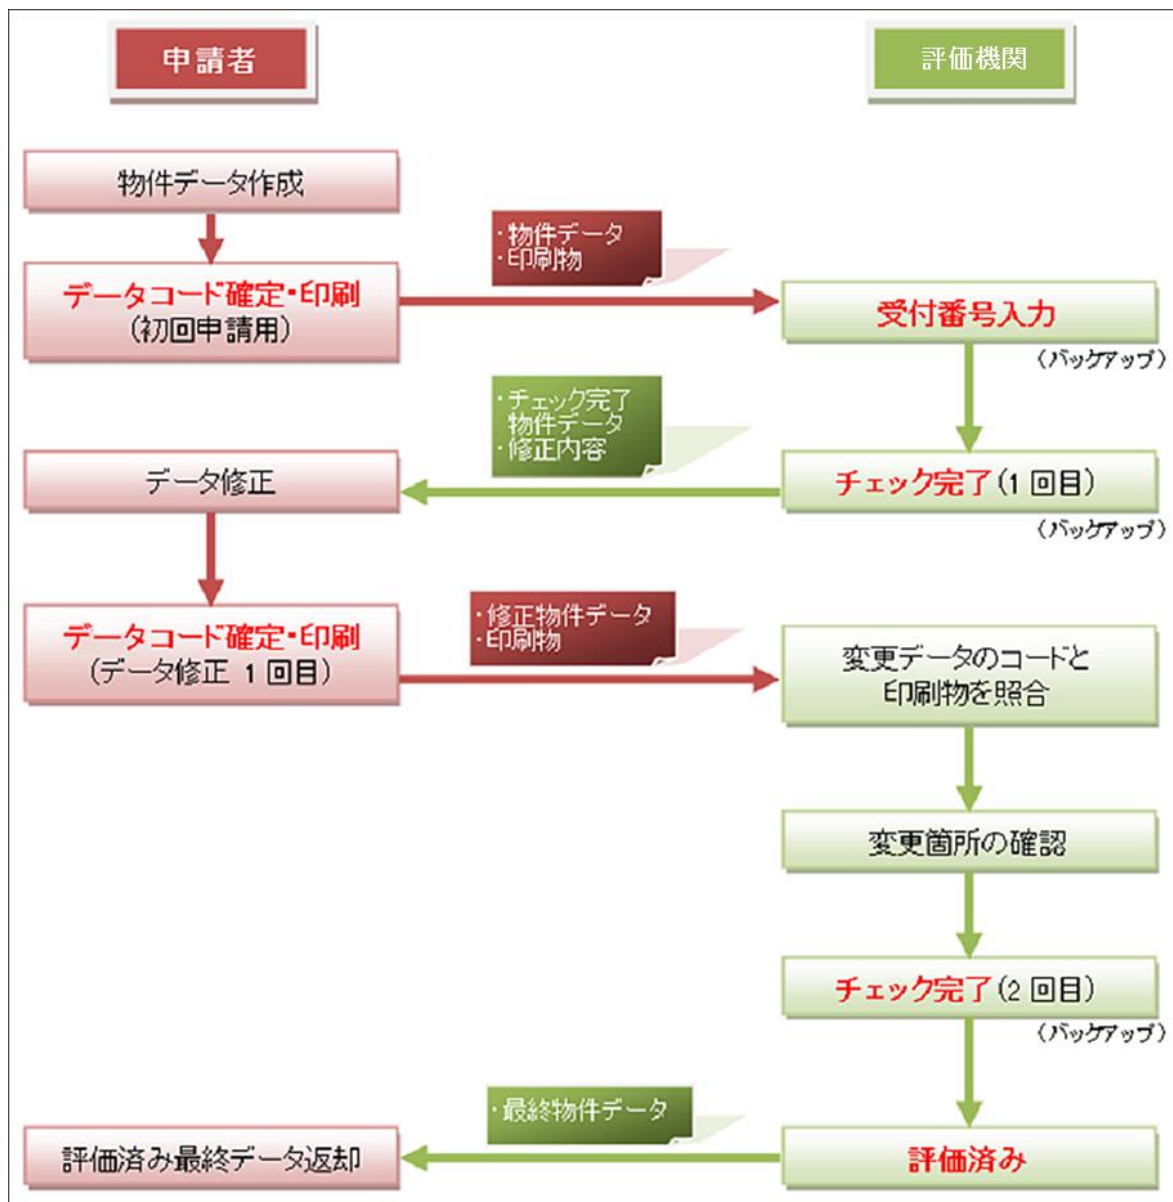 申請者
評価機関
物件データ作成
・物件データ
・印刷物
データコード確定・印刷
(初回申請用)
受付番号入力
(バックアップ)
・チェック完了
物件データ
・修正内容
データ修正
チェック完了(1 回目)
(バックアップ)
データコード確定・印刷
(データ修正 1 回目)
・修正物件データ
・印刷物
変更データのコードと
印刷物を照合
変更箇所の確認
チェック完了(2 回目)
(バックアップ)
・最終物件データ
評価済み最終データ返却
評価済み